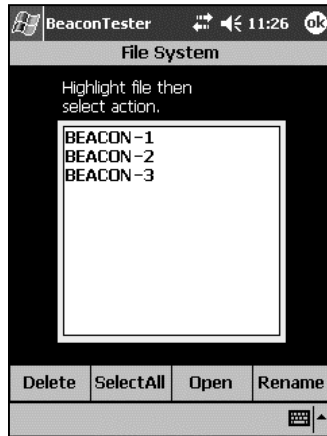 BeaconTester 11:26 ok
File System
Highlight file then
select action.
BEACON-1
BEACON-2
BEACON-3
Delete SelectAll Open Rename